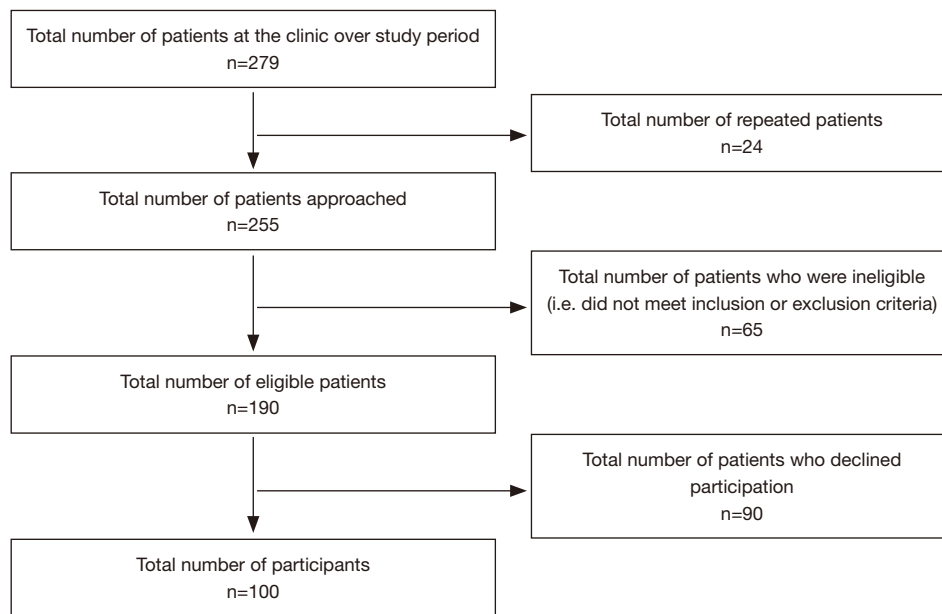 Total number of patients at the clinic over study period
n=279
Total number of repeated patients
n=24
Total number of patients approached
n=255
Total number of patients who were ineligible
(i.e. did not meet inclusion or exclusion criteria)
n=65
Total number of eligible patients
n=190
Total number of patients who declined
participation
n=90
Total number of participants
n=100